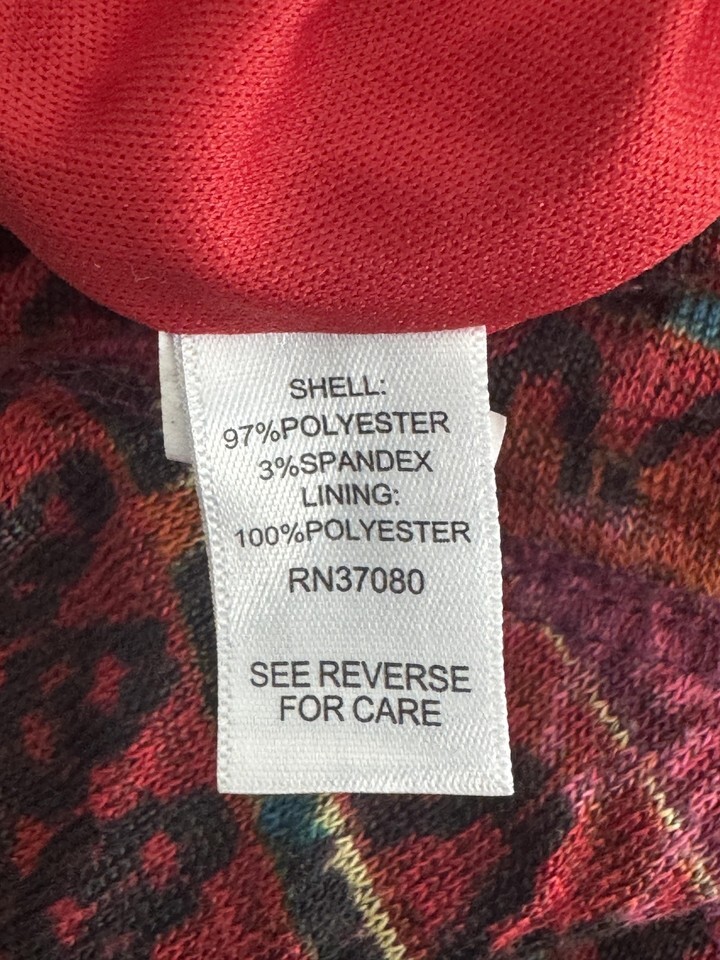 SHELL:
97%POLYESTER
3%SPANDEX
LINING:
100%POLYESTER
RN37080
SEE REVERSE
FOR CARE